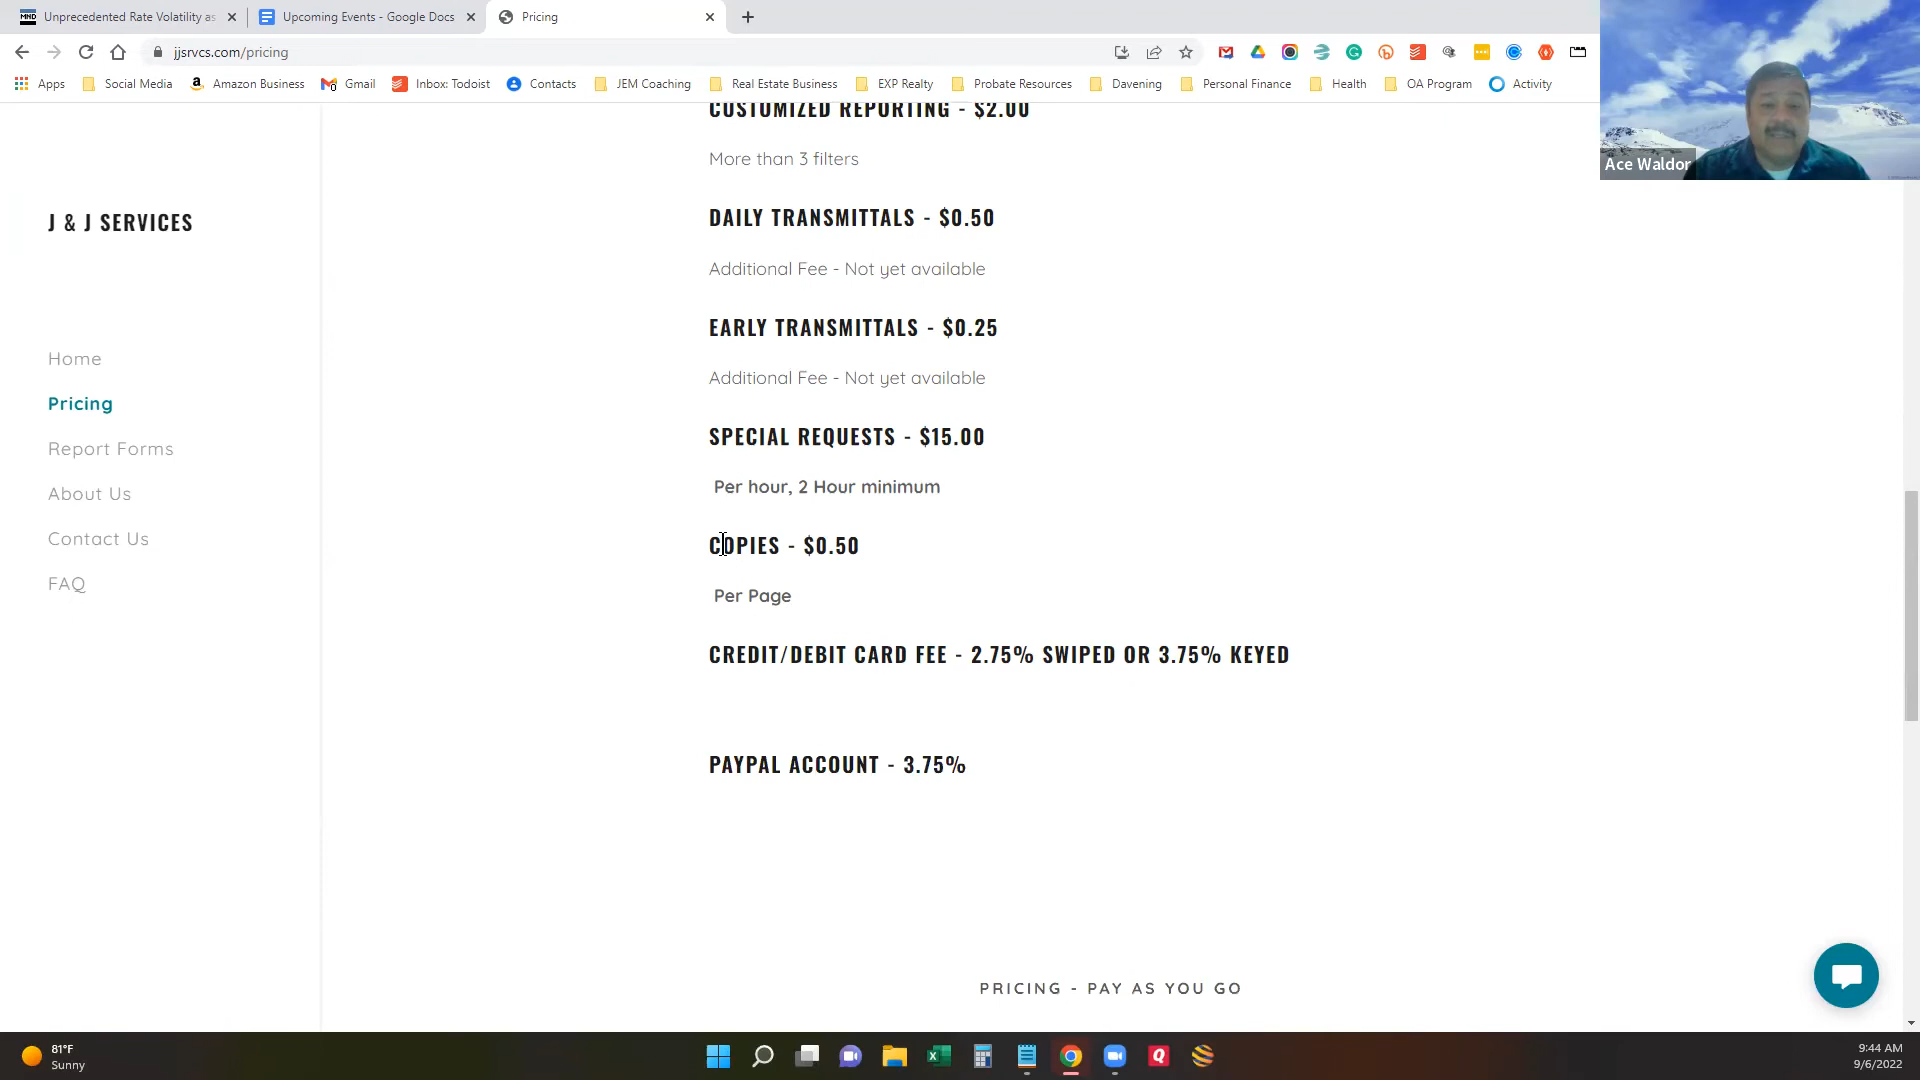 Unprecedented Rate Volatility as
Upcoming Events - Google Docs
Pricing
jjsrvcs.com/pricing
Apps
Social Media
Amazon Business
Gmail
Inbox: Todoist
Contacts
JEM Coaching
Real Estate Business
EXP Realty
Probate Resources
Davening
Personal Finance
Health
OA Program
Activity
Ace Waldor
J & J SERVICES
Home
Pricing
Report Forms
About Us
Contact Us
FAQ
CUSTOMIZED REPORTING - $2.00
More than 3 filters
DAILY TRANSMITTALS - $0.50
Additional Fee - Not yet available
EARLY TRANSMITTALS - $0.25
Additional Fee - Not yet available
SPECIAL REQUESTS - $15.00
Per hour, 2 Hour minimum
COPIES - $0.50
Per Page
CREDIT/DEBIT CARD FEE - 2.75% SWIPED OR 3.75% KEYED
PAYPAL ACCOUNT - 3.75%
PRICING - PAY AS YOU GO
81°F
Sunny
9:44 AM
9/6/2022